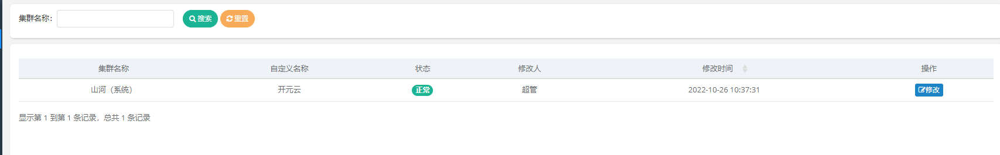 集群名称： 搜索 重置
集群名称 自定义名称 状态 修改人 修改时间 操作
山河（系统） 开元云 正常 超管 2022-10-26 10:37:31 修改
显示第 1 到第 1 条记录，总共 1 条记录